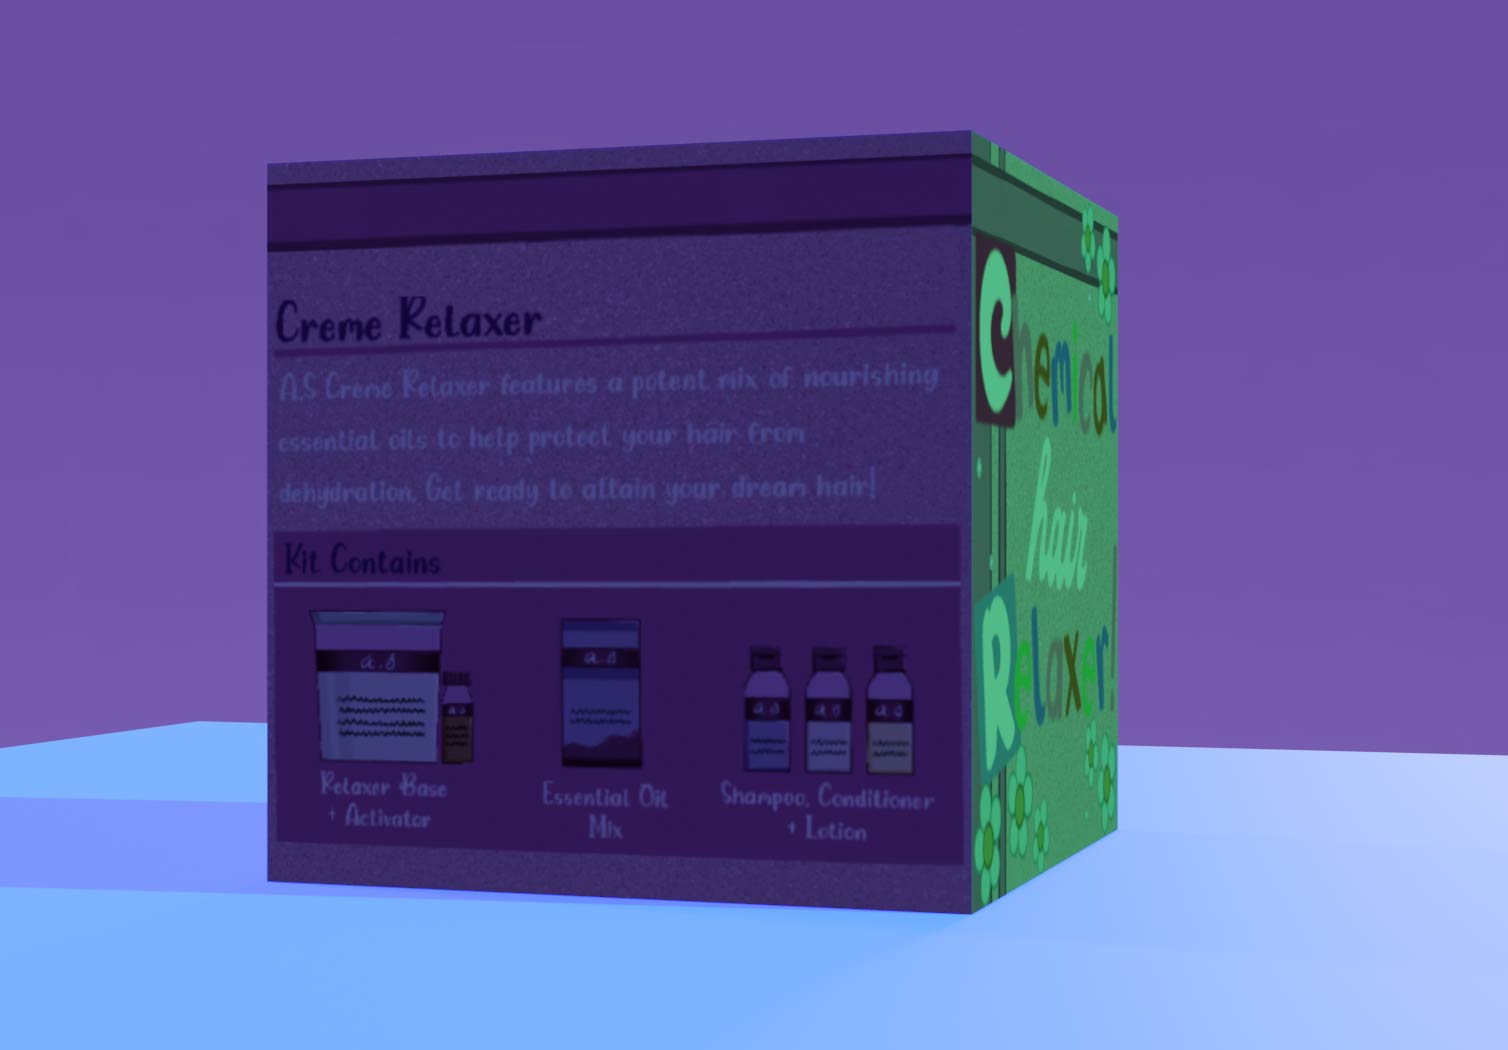 Creme Relaxer
A.S Creme Relaxer features a potent mix of nourishing
essential oils to help protect your hair from
dehydration. Get ready to attain your dream hair!
Kit Contains
a.s
a.s
a.s
a.s
a.s
a.s
Relaxer Base
+ Activator
Essential Oil
Mix
Shampoo, Conditioner
+ Lotion
Chemical
hair
Relaxer!